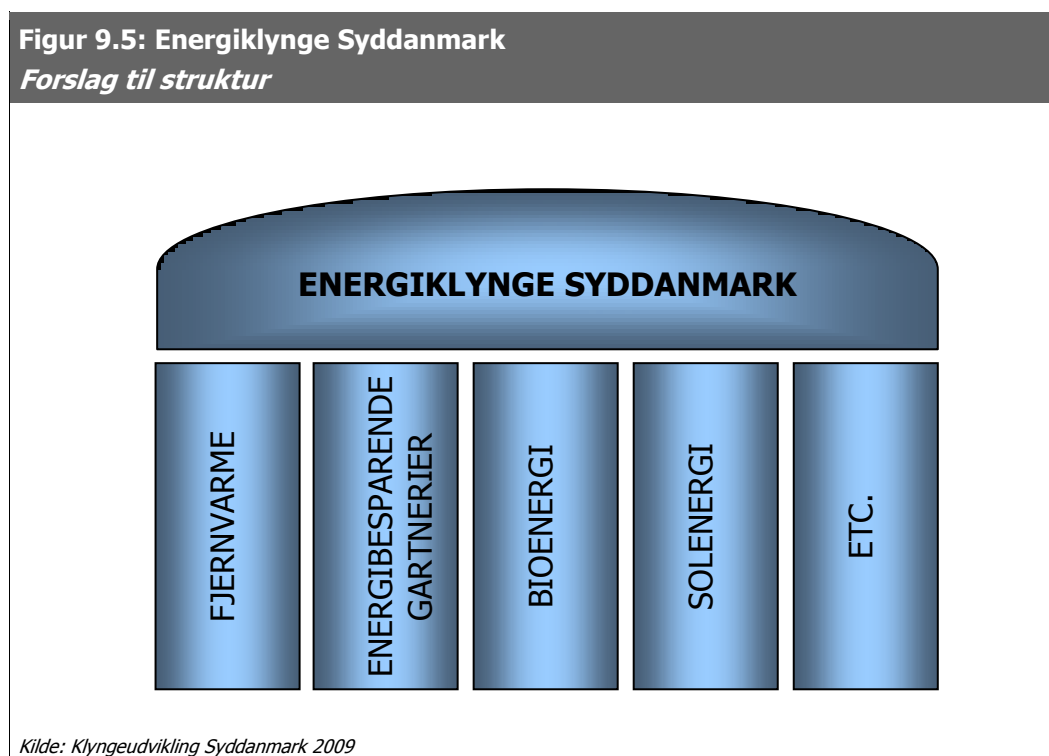 Figur 9.5: Energiklynge Syddanmark
Forslag til struktur
ENERGIKLYNGE SYDDANMARK
FJERNVARME
ENERGIBESPARENDE
GARTNERIER
BIOENERGI
SOLENERGI
ETC.
Kilde: Klyngeudvikling Syddanmark 2009